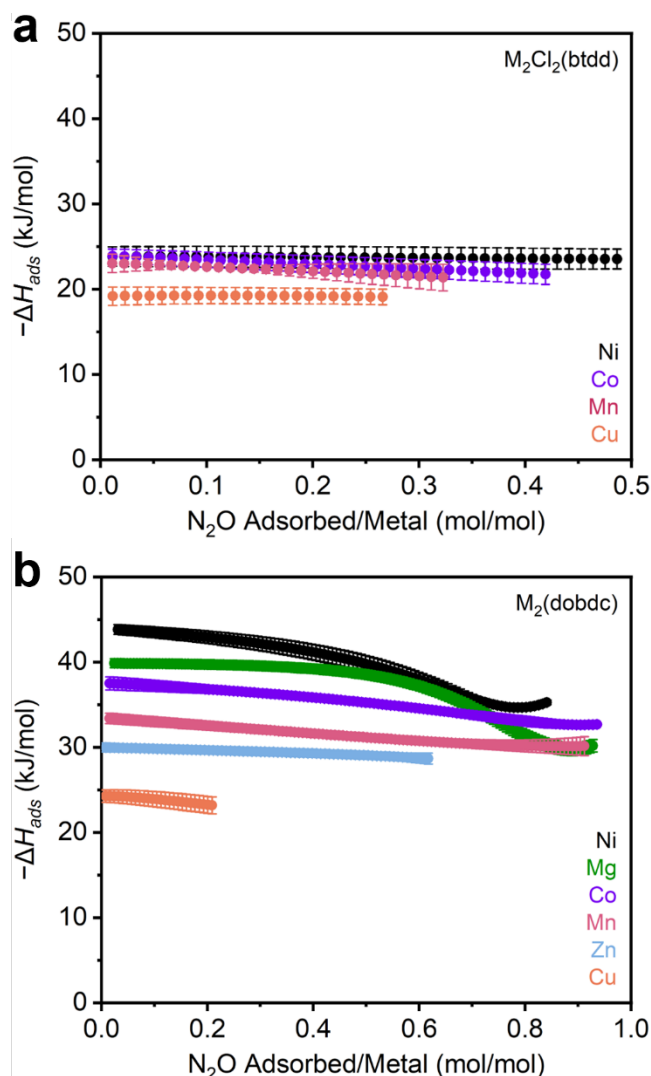 a
M₂Cl₂(btdd)
50
40
30
20
10
0
−ΔH_ads (kJ/mol)
Ni
Co
Mn
Cu
0.0 0.1 0.2 0.3 0.4 0.5
N₂O Adsorbed/Metal (mol/mol)
b
M₂(dobdc)
50
40
30
20
10
0
−ΔH_ads (kJ/mol)
Ni
Mg
Co
Mn
Zn
Cu
0.0 0.2 0.4 0.6 0.8 1.0
N₂O Adsorbed/Metal (mol/mol)